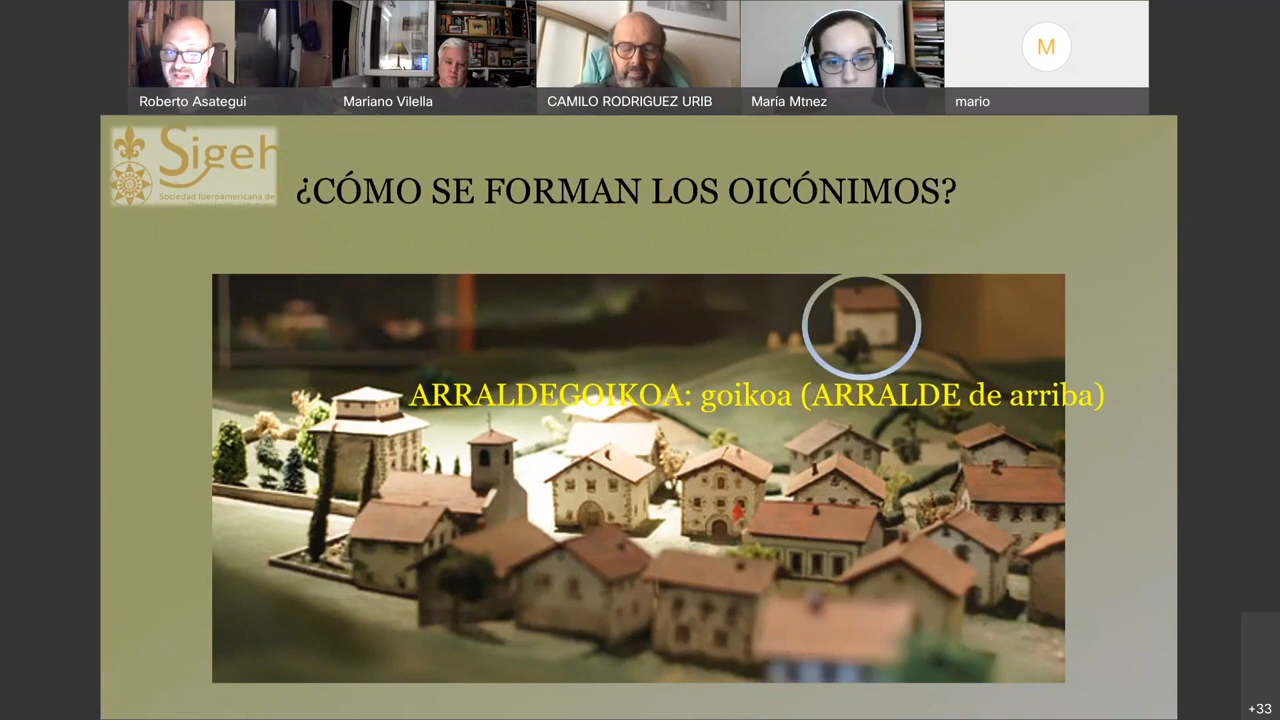 Roberto Asategui
Mariano Vilella
CAMILO RODRIGUEZ URIB
María Mtnez
M
mario
Sigeh
Sociedad Iberoamericana de
¿CÓMO SE FORMAN LOS OICÓNIMOS?
ARRALDEGOIKOA: goikoa (ARRALDE de arriba)
+33